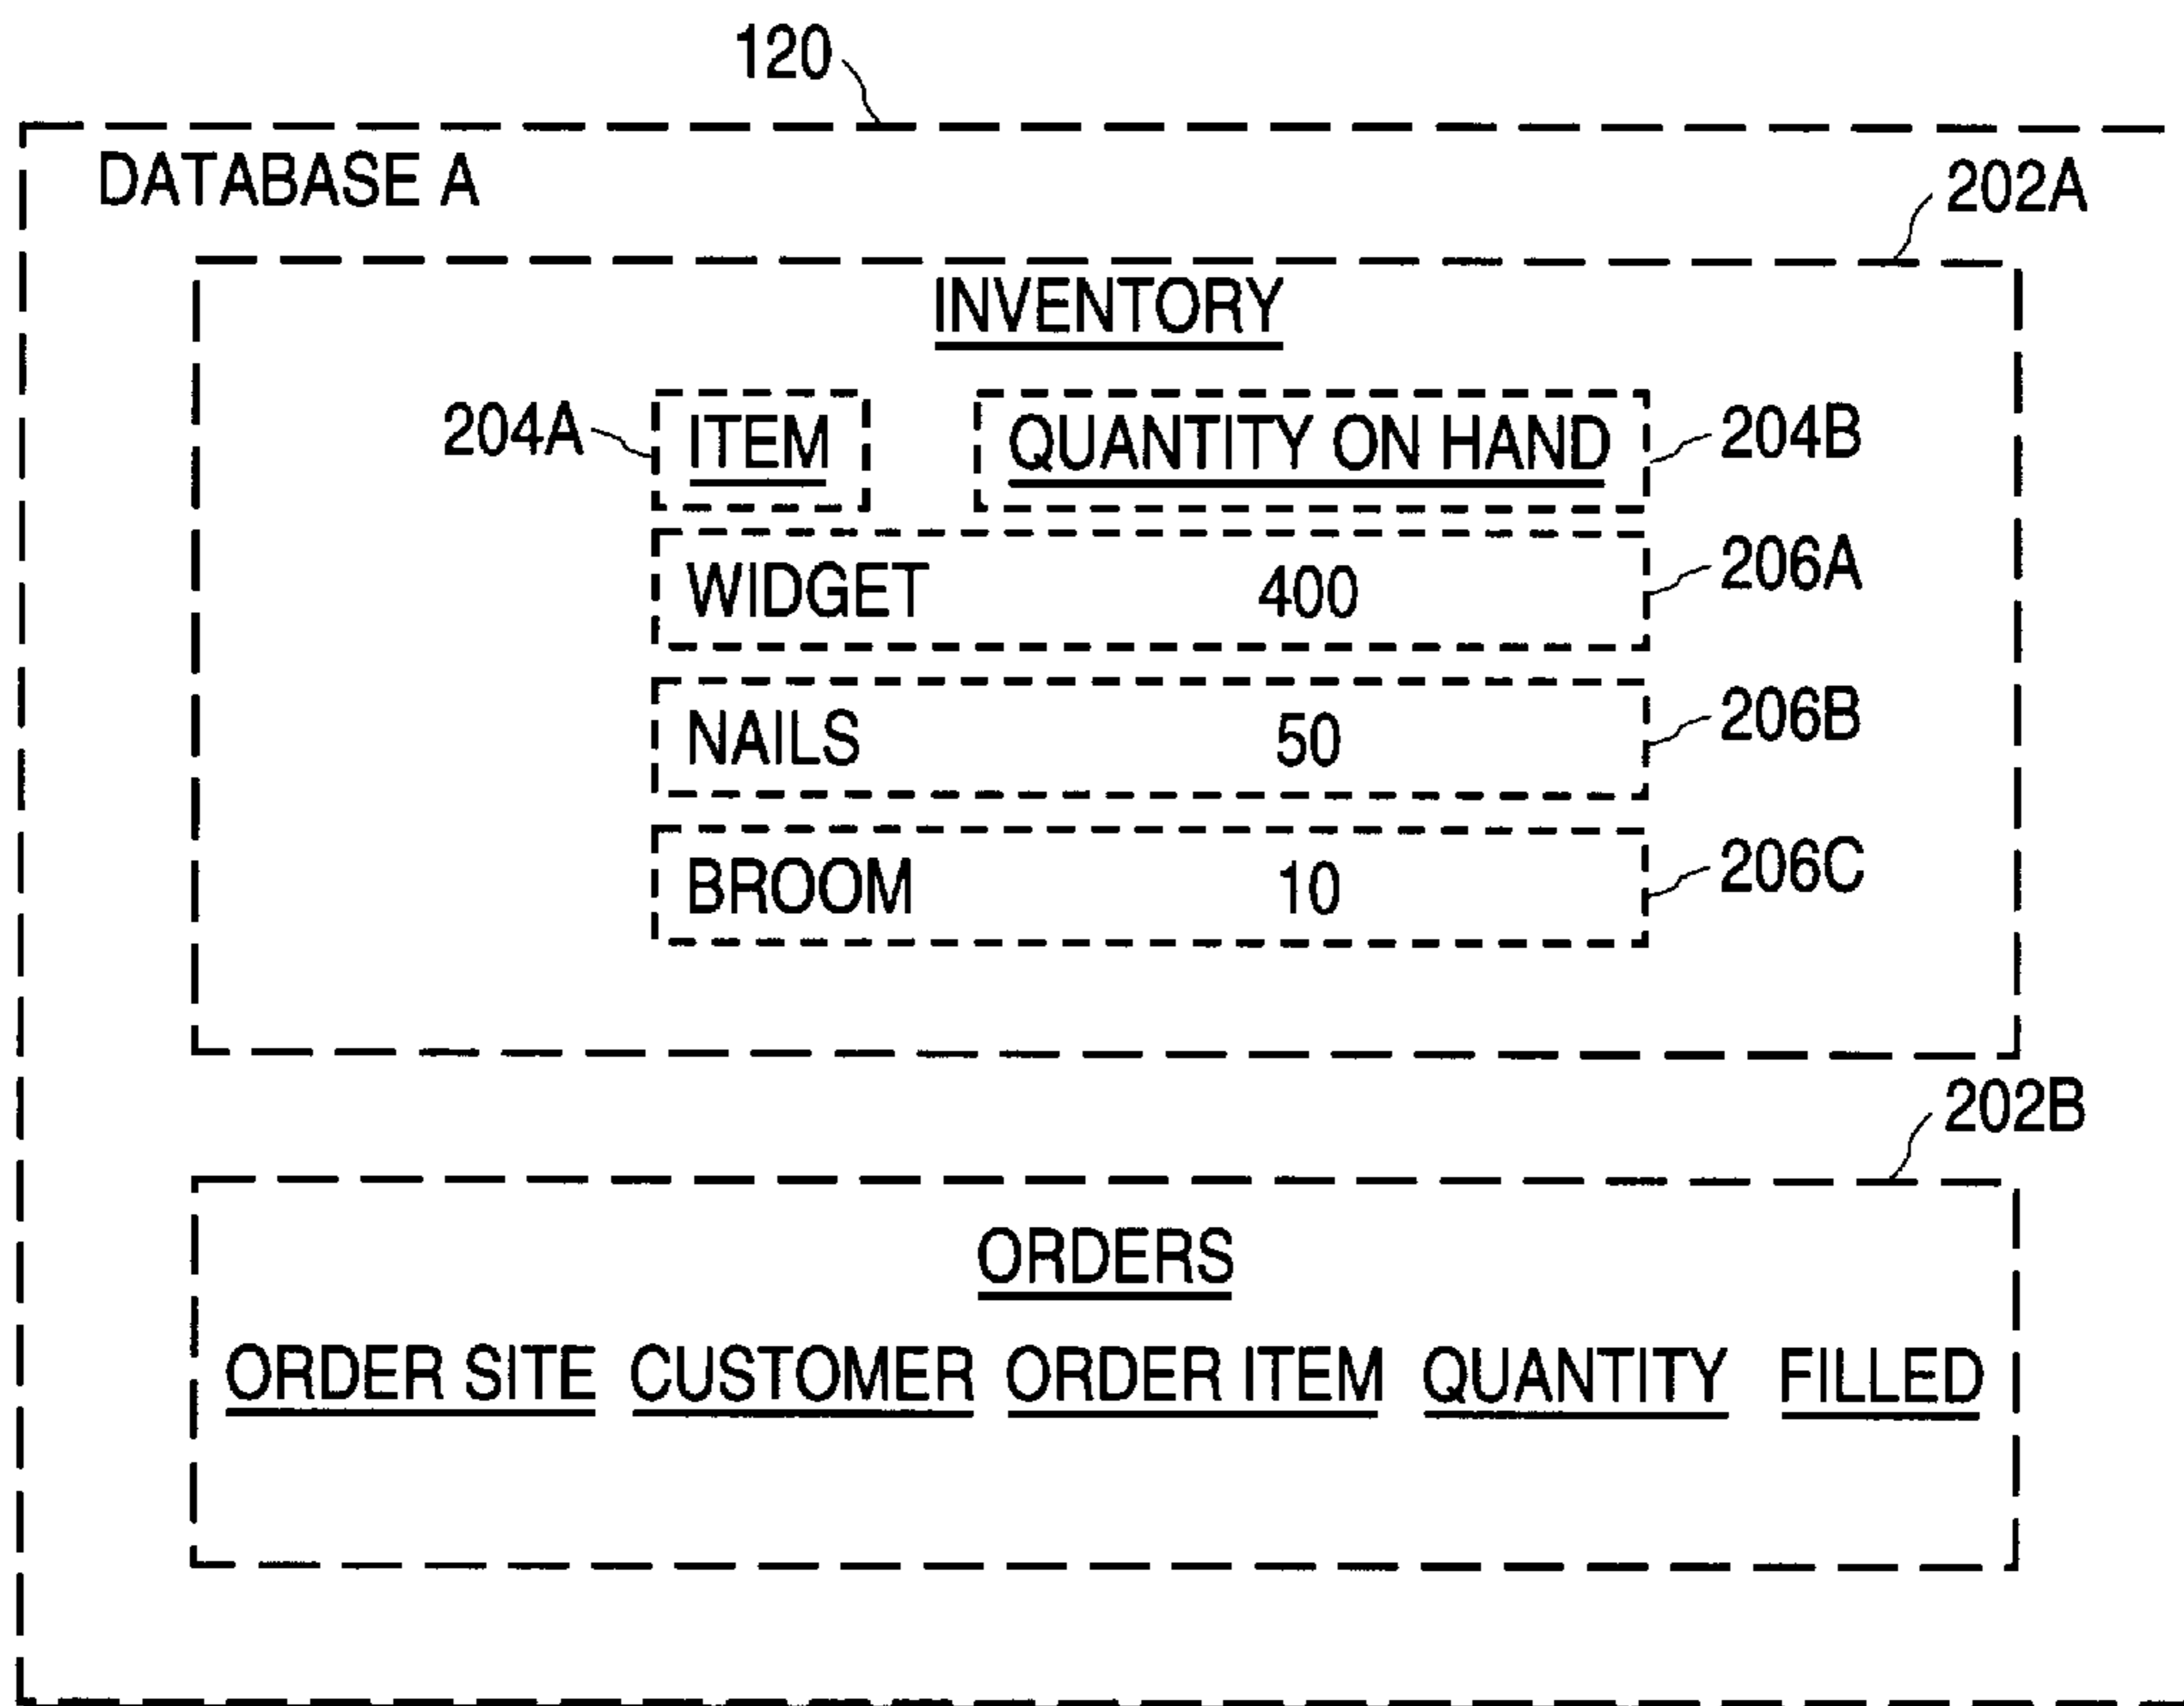 120
DATABASE A
202A
INVENTORY
204A ITEM QUANTITY ON HAND 204B
WIDGET 400 206A
NAILS 50 206B
BROOM 10 206C
202B
ORDERS
ORDER SITE CUSTOMER ORDER ITEM QUANTITY FILLED